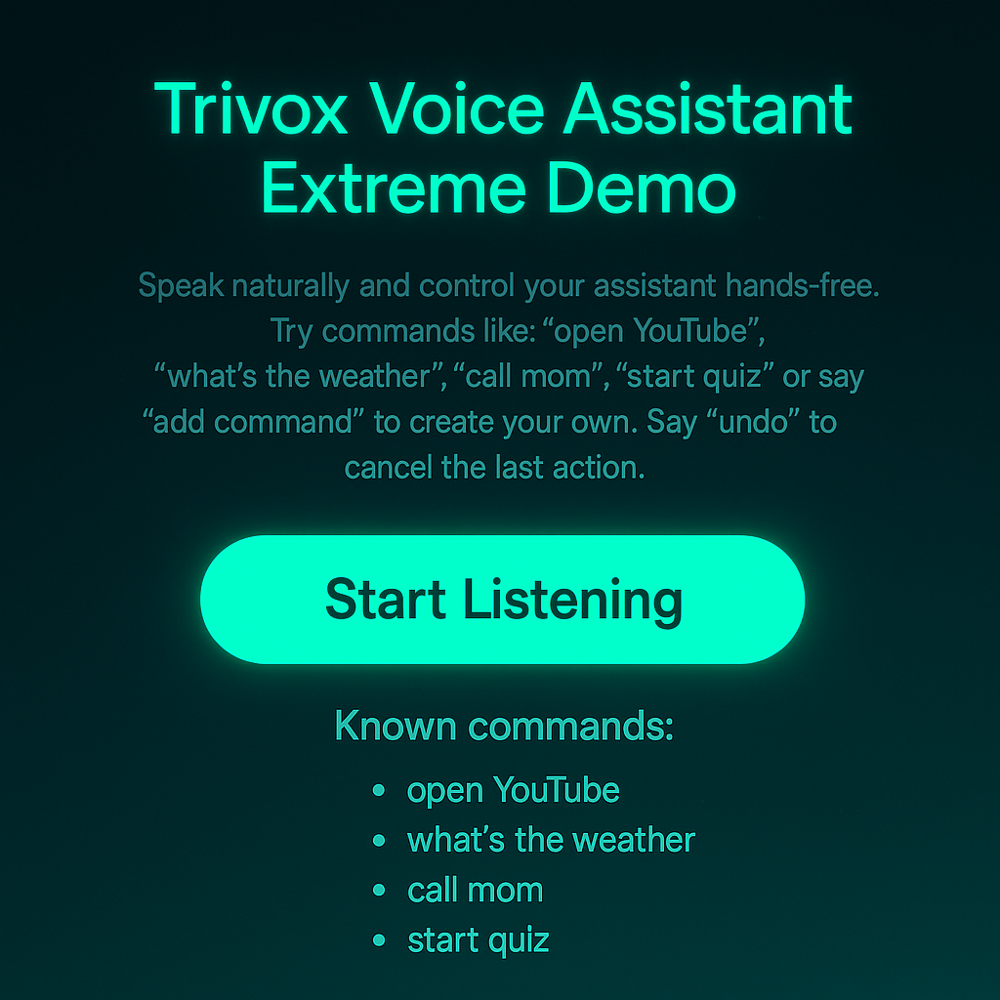 Trivox Voice Assistant
Extreme Demo
Speak naturally and control your assistant hands-free.
Try commands like: “open YouTube”,
“what’s the weather”, “call mom”, “start quiz” or say
“add command” to create your own. Say “undo” to
cancel the last action.
Start Listening
Known commands:
• open YouTube
• what’s the weather
• call mom
• start quiz